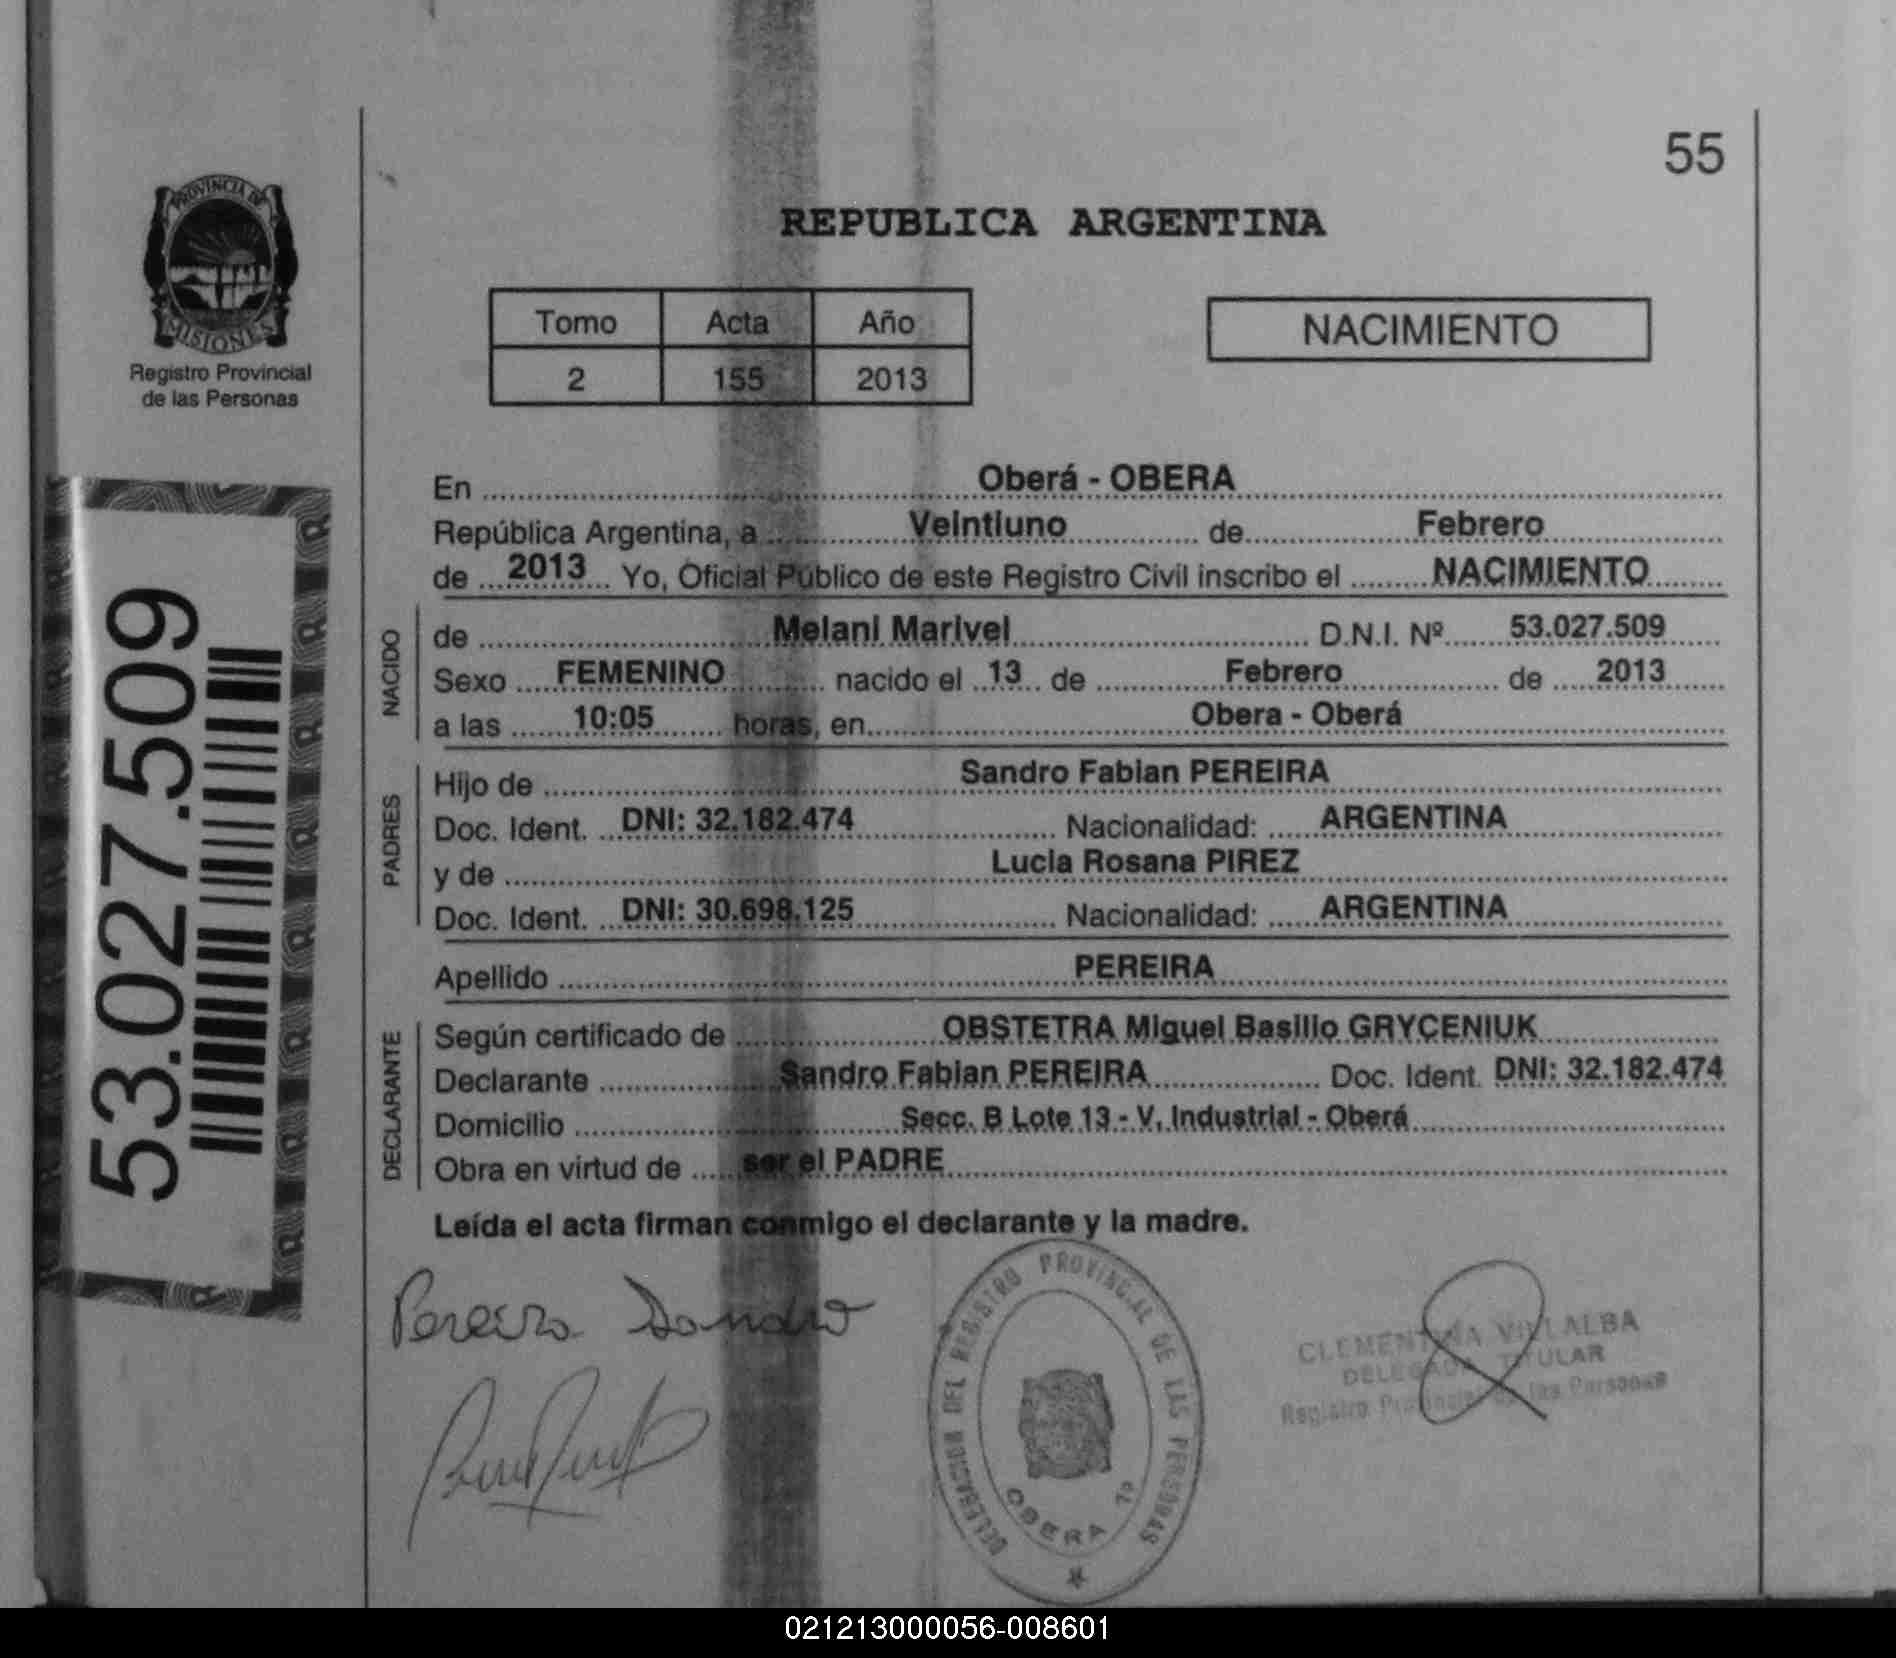 55
PROVINCIA DE
MISIONES
Registro Provincial
de las Personas
REPUBLICA ARGENTINA
Tomo Acta Año
2 155 2013
NACIMIENTO
53.027.509
En Oberá - OBERA
República Argentina, a Veintiuno de Febrero
de 2013 Yo, Oficial Público de este Registro Civil inscribo el NACIMIENTO
NACIDO
de Melani Marivel D.N.I. Nº 53.027.509
Sexo FEMENINO nacido el 13 de Febrero de 2013
a las 10:05 horas, en Obera - Oberá
PADRES
Hijo de Sandro Fabian PEREIRA
Doc. Ident. DNI: 32.182.474 Nacionalidad: ARGENTINA
y de Lucia Rosana PIREZ
Doc. Ident. DNI: 30.698.125 Nacionalidad: ARGENTINA
Apellido PEREIRA
DECLARANTE
Según certificado de OBSTETRA Miguel Basilio GRYCENIUK
Declarante Sandro Fabian PEREIRA Doc. Ident. DNI: 32.182.474
Domicilio Secc. B Lote 13 - V. Industrial - Oberá
Obra en virtud de ser el PADRE
Leída el acta firman conmigo el declarante y la madre.
Pereira Sandro
DELEGACION DEL REGISTRO PROVINCIAL DE LAS PERSONAS
OBERA 1º
CLEMENTINA VILLALBA
DELEGADA TITULAR
Registro Provincial de las Personas
021213000056-008601